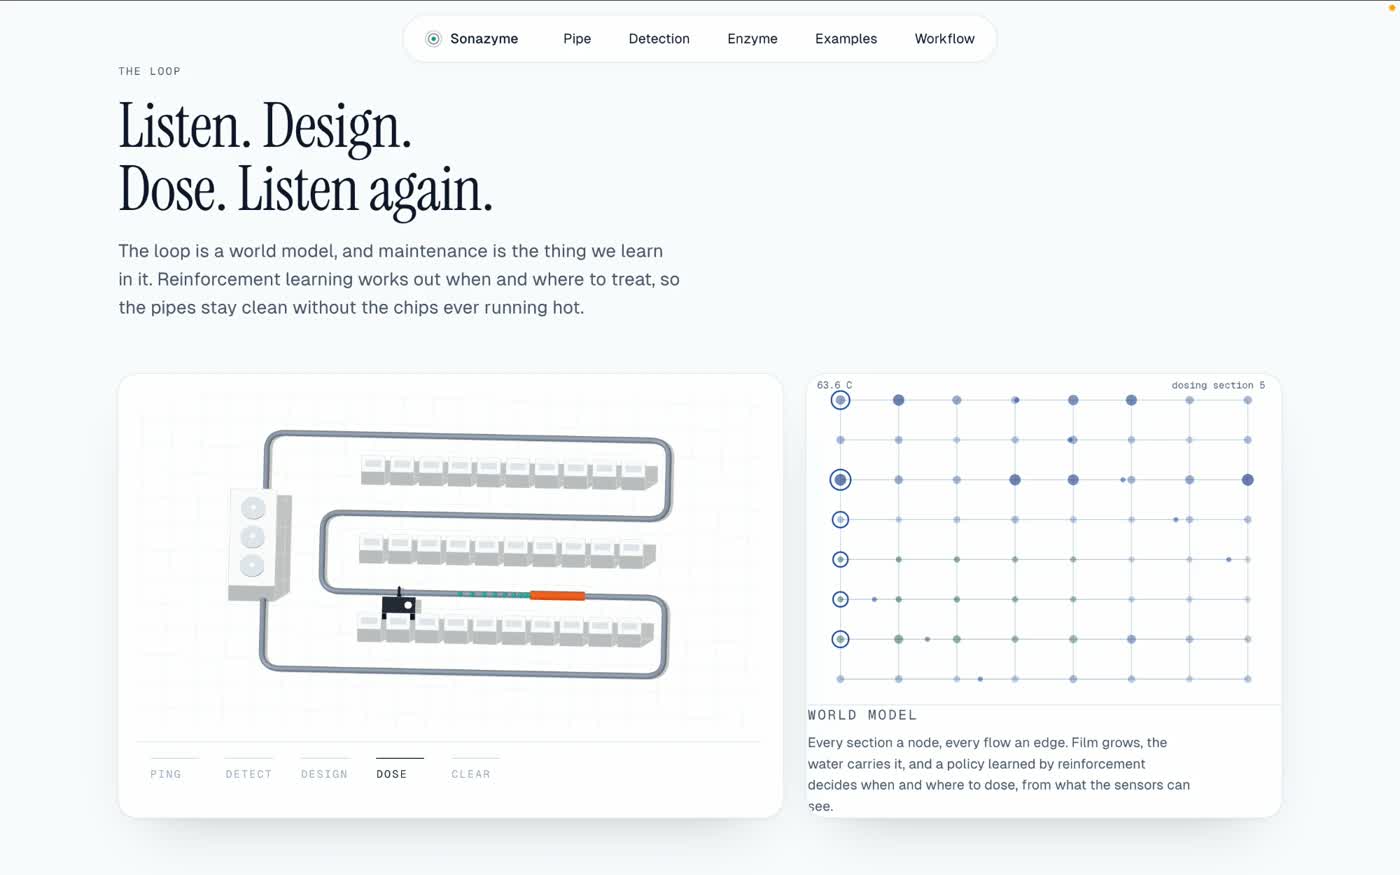 Sonazyme Pipe Detection Enzyme Examples Workflow
THE LOOP
Listen. Design.
Dose. Listen again.
The loop is a world model, and maintenance is the thing we learn
in it. Reinforcement learning works out when and where to treat, so
the pipes stay clean without the chips ever running hot.
PING DETECT DESIGN DOSE CLEAR
63.6 C dosing section 5
WORLD MODEL
Every section a node, every flow an edge. Film grows, the
water carries it, and a policy learned by reinforcement
decides when and where to dose, from what the sensors can
see.